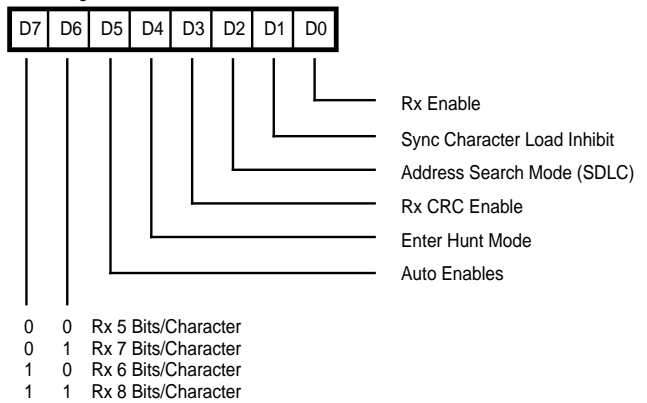 D7 D6 D5 D4 D3 D2 D1 D0
Rx Enable
Sync Character Load Inhibit
Address Search Mode (SDLC)
Rx CRC Enable
Enter Hunt Mode
Auto Enables
0 0 Rx 5 Bits/Character
0 1 Rx 7 Bits/Character
1 0 Rx 6 Bits/Character
1 1 Rx 8 Bits/Character